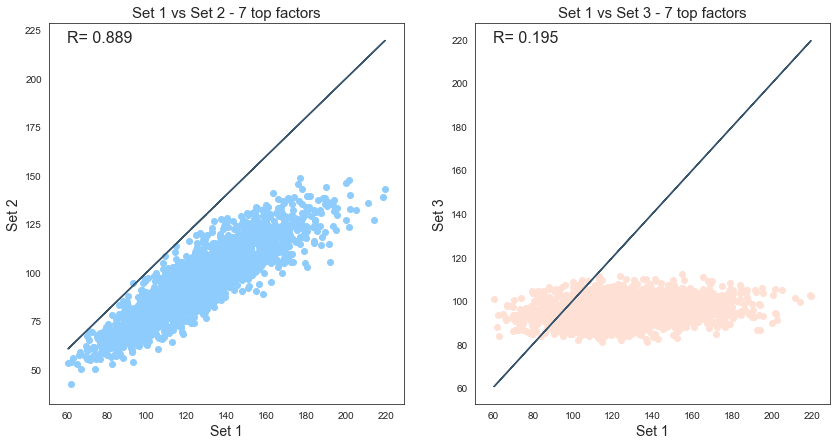 Set 1 vs Set 2 - 7 top factors
R= 0.889
225
200
175
150
125
100
75
50
Set 2
60 80 100 120 140 160 180 200 220
Set 1
Set 1 vs Set 3 - 7 top factors
R= 0.195
220
200
180
160
140
120
100
80
60
Set 3
60 80 100 120 140 160 180 200 220
Set 1